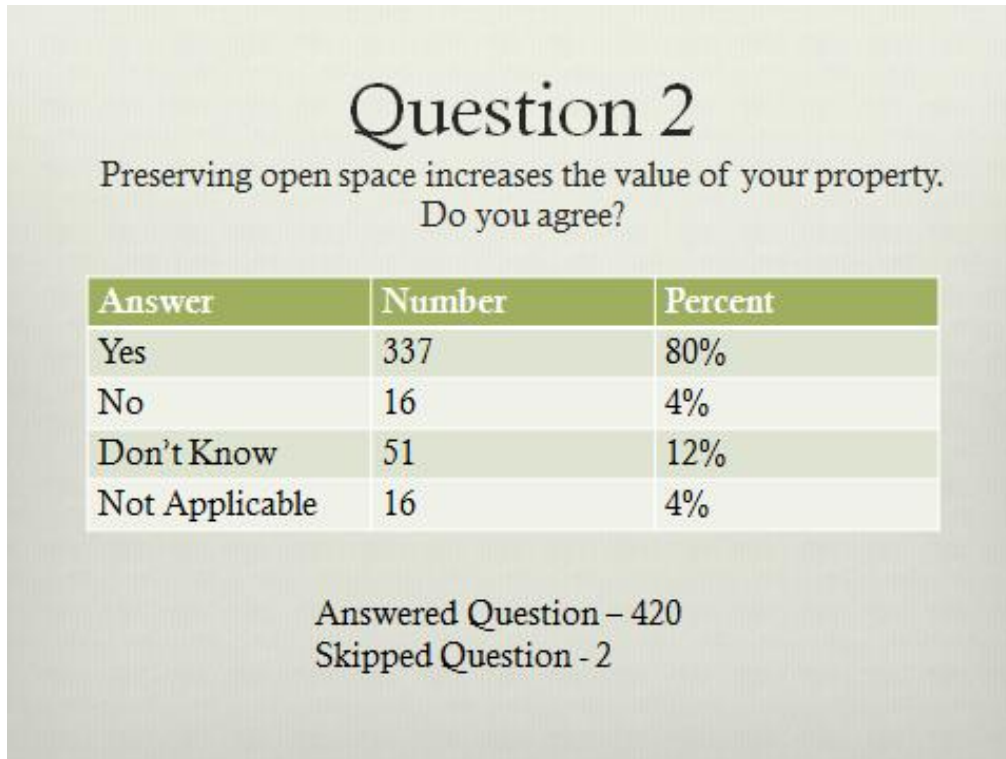 Question 2
Preserving open space increases the value of your property.
Do you agree?
Answer Number Percent
Yes 337 80%
No 16 4%
Don't Know 51 12%
Not Applicable 16 4%
Answered Question – 420
Skipped Question - 2